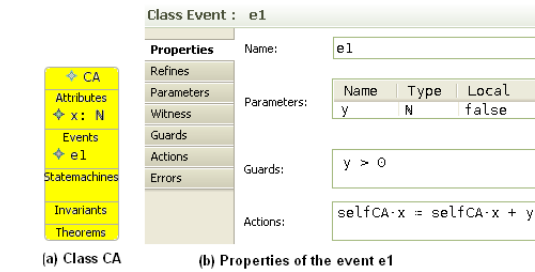 Class Event : e1
Properties
Refines
Parameters
Witness
Guards
Actions
Errors
Name: e1
Parameters:
Name Type Local
y N false
Guards: y > 0
Actions: selfCA·x = selfCA·x + y
CA
Attributes
x: N
Events
e1
Statemachines
Invariants
Theorems
(a) Class CA
(b) Properties of the event e1